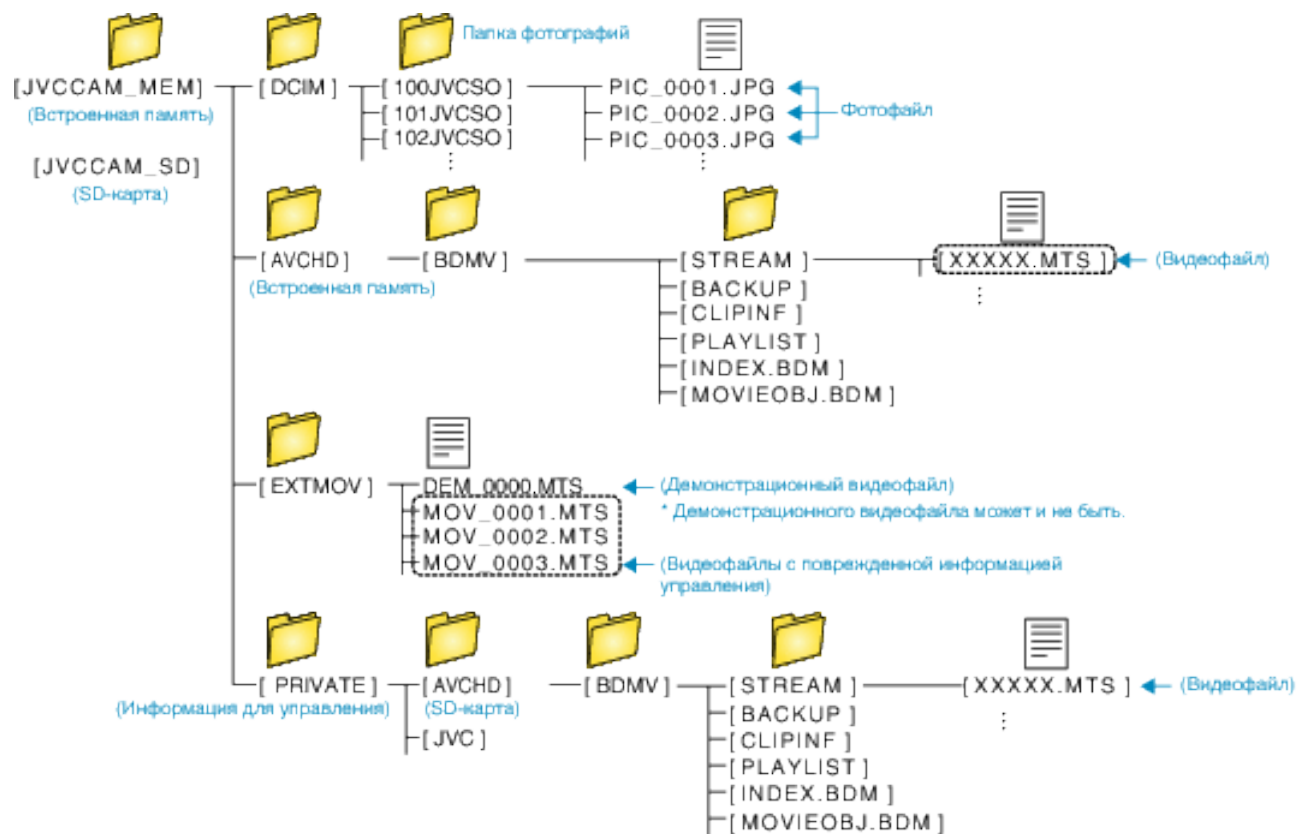 Папка фотографий
[JVCCAM_MEM]
(Встроенная память)
[JVCCAM_SD]
(SD-карта)
[DCIM]
[100JVCSO]
[101JVCSO]
[102JVCSO]
PIC_0001.JPG
PIC_0002.JPG
PIC_0003.JPG
Фотофайл
[AVCHD]
(Встроенная память)
[BDMV]
[STREAM]
[BACKUP]
[CLIPINF]
[PLAYLIST]
[INDEX.BDM]
[MOVIEOBJ.BDM]
[XXXXX.MTS]
(Видеофайл)
[EXTMOV]
DEM_0000.MTS
(Демонстрационный видеофайл)
* Демонстрационного видеофайла может и не быть.
MOV_0001.MTS
MOV_0002.MTS
MOV_0003.MTS
(Видеофайлы с поврежденной информацией
управления)
[PRIVATE]
(Информация для управления)
[AVCHD]
(SD-карта)
[JVC]
[BDMV]
[STREAM]
[BACKUP]
[CLIPINF]
[PLAYLIST]
[INDEX.BDM]
[MOVIEOBJ.BDM]
[XXXXX.MTS]
(Видеофайл)